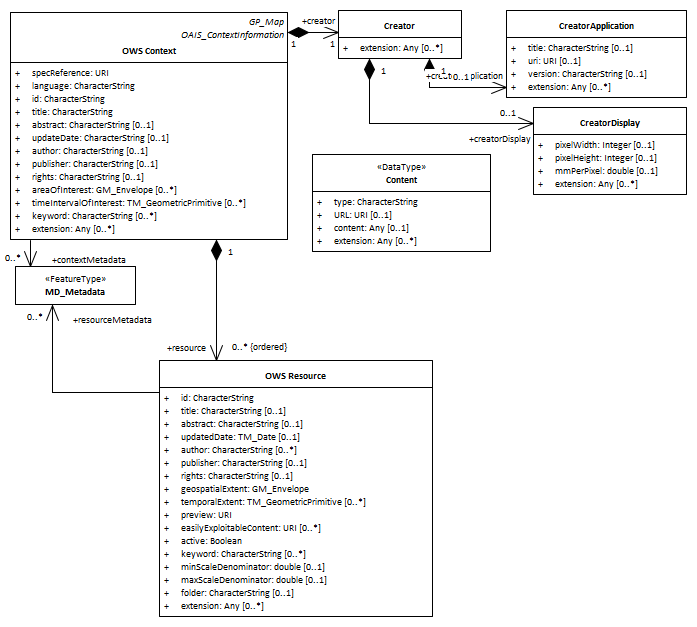 GP_Map
OAIS_ContextInformation
OWS Context
+ specReference: URI
+ language: CharacterString
+ id: CharacterString
+ title: CharacterString
+ abstract: CharacterString [0..1]
+ updateDate: CharacterString [0..1]
+ author: CharacterString [0..1]
+ publisher: CharacterString [0..1]
+ rights: CharacterString [0..1]
+ areaOfInterest: GM_Envelope [0..*]
+ timeIntervalOfInterest: TM_GeometricPrimitive [0..*]
+ keyword: CharacterString [0..*]
+ extension: Any [0..*]
+creator
1
1
Creator
+ extension: Any [0..*]
1
1
0..1
CreatorApplication
+ title: CharacterString [0..1]
+ uri: URI [0..1]
+ version: CharacterString [0..1]
+ extension: Any [0..*]
0..1
+creatorDisplay
CreatorDisplay
+ pixelWidth: Integer [0..1]
+ pixelHeight: Integer [0..1]
+ mmPerPixel: double [0..1]
+ extension: Any [0..*]
«DataType»
Content
+ type: CharacterString
+ URL: URI [0..1]
+ content: Any [0..1]
+ extension: Any [0..*]
0..*
+contextMetadata
1
«FeatureType»
MD_Metadata
0..*
+resourceMetadata
+resource
0..* {ordered}
OWS Resource
+ id: CharacterString
+ title: CharacterString [0..1]
+ abstract: CharacterString [0..1]
+ updatedDate: TM_Date [0..1]
+ author: CharacterString [0..*]
+ publisher: CharacterString [0..1]
+ rights: CharacterString [0..1]
+ geospatialExtent: GM_Envelope
+ temporalExtent: TM_GeometricPrimitive [0..*]
+ preview: URI
+ easilyExploitableContent: URI [0..*]
+ active: Boolean
+ keyword: CharacterString [0..*]
+ minScaleDenominator: double [0..1]
+ maxScaleDenominator: double [0..1]
+ folder: CharacterString [0..1]
+ extension: Any [0..*]